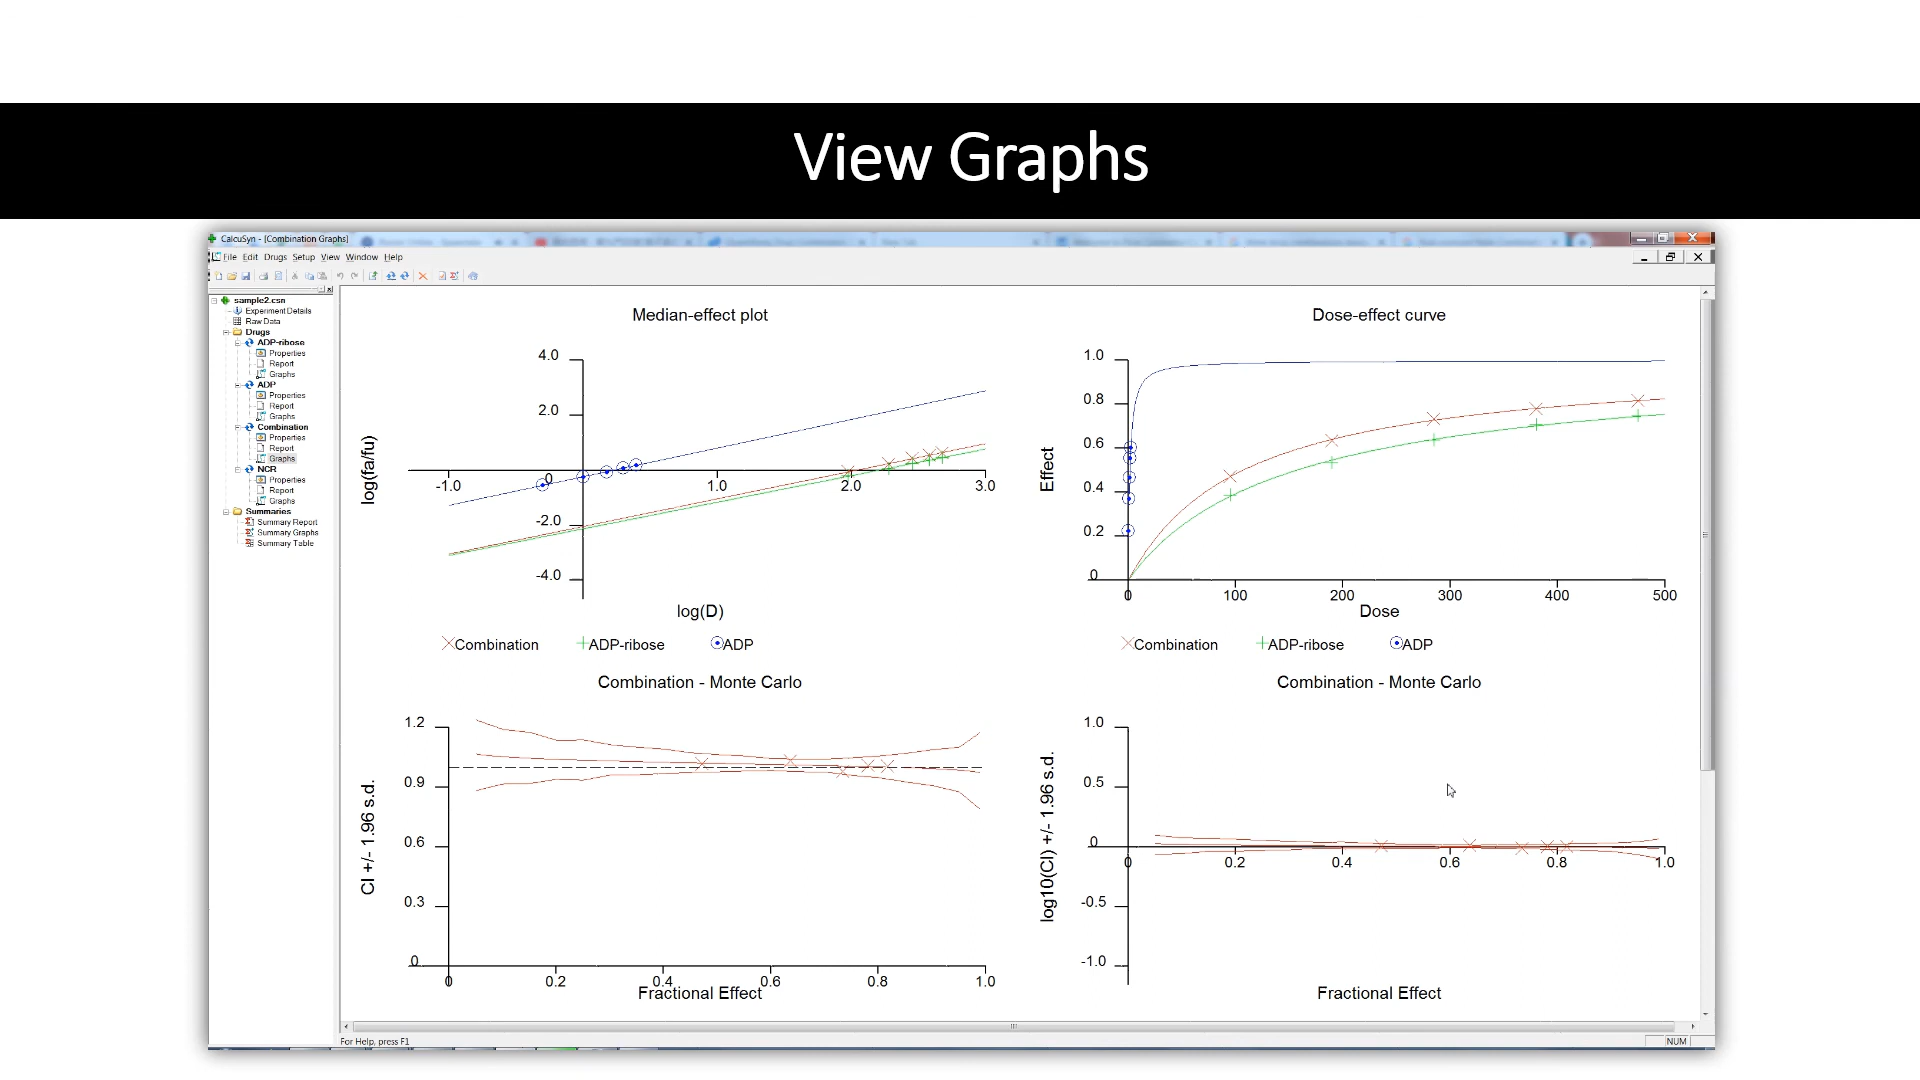 View Graphs
CalcuSyn - [Combination Graphs]
File Edit Drugs Setup View Window Help
sample2.csn
Experiment Details
Raw Data
Drugs
ADP-ribose
Properties
Report
Graphs
ADP
Properties
Report
Graphs
Combination
Properties
Report
Graphs
NCR
Properties
Report
Graphs
Summaries
Summary Report
Summary Graphs
Summary Table
Median-effect plot
4.0
2.0
0
-2.0
-4.0
-1.0 1.0 2.0 3.0
log(fa/fu)
log(D)
Combination ADP-ribose ADP
Dose-effect curve
1.0
0.8
0.6
0.4
0.2
0
0 100 200 300 400 500
Effect
Dose
Combination ADP-ribose ADP
Combination - Monte Carlo
1.2
0.9
0.6
0.3
0
0 0.2 0.4 0.6 0.8 1.0
CI +/- 1.96 s.d.
Fractional Effect
Combination - Monte Carlo
1.0
0.5
0
-0.5
-1.0
0 0.2 0.4 0.6 0.8 1.0
log10(CI) +/- 1.96 s.d.
Fractional Effect
For Help, press F1
NUM